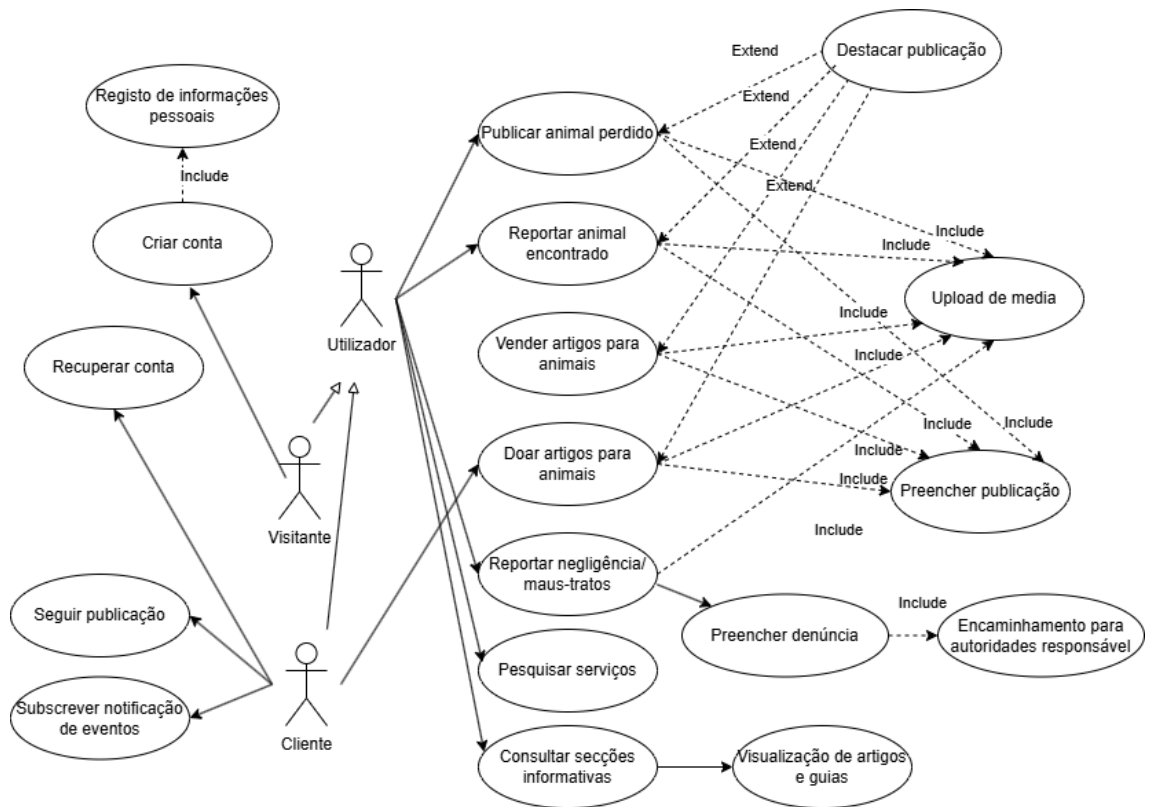 Extend
Destacar publicação
Registo de informações
pessoais
Extend
Publicar animal perdido
Extend
Include
Extend
Criar conta
Reportar animal
encontrado
Include
Include
Upload de media
Utilizador
Vender artigos para
animais
Include
Recuperar conta
Include
Include
Include
Doar artigos para
animais
Include
Include
Preencher publicação
Visitante
Include
Reportar negligência/
maus-tratos
Seguir publicação
Preencher denúncia
Include
Encaminhamento para
autoridades responsável
Pesquisar serviços
Subscrever notificação
de eventos
Cliente
Consultar secções
informativas
Visualização de artigos
e guias